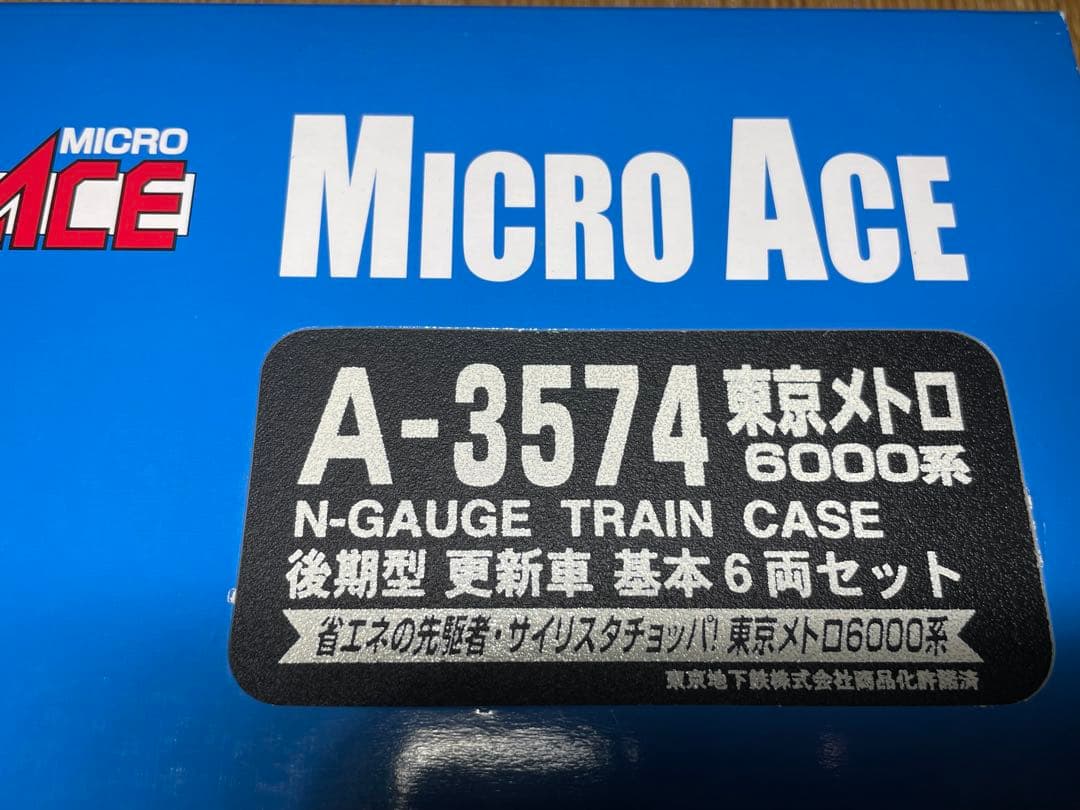 MICRO
ACE
MICRO ACE
A-3574 東京メトロ
6000系
N-GAUGE TRAIN CASE
後期型 更新車 基本6両セット
省エネの先駆者・サイリスタチョッパ!東京メトロ6000系
東京地下鉄株式会社商品化許諾済